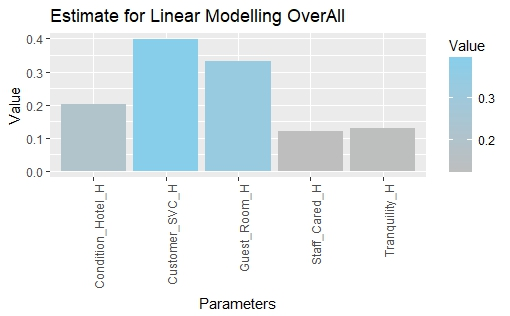 Estimate for Linear Modelling OverAll
Value
0.4
0.3
0.2
0.1
0.0
Condition_Hotel_H
Customer_SVC_H
Guest_Room_H
Staff_Cared_H
Tranquility_H
Parameters
Value
0.3
0.2